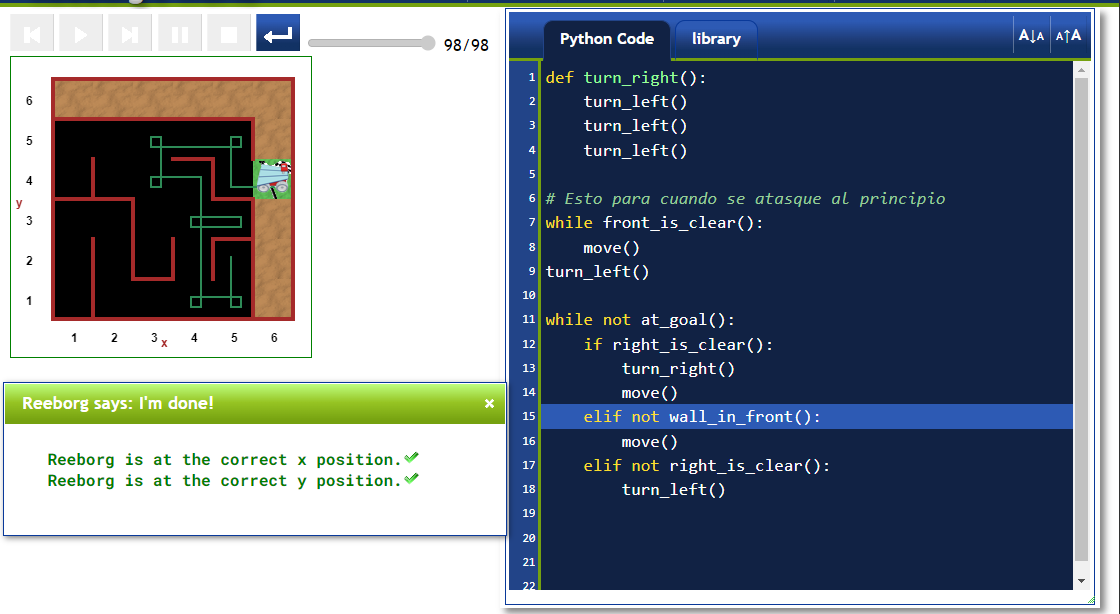 98/98
6
5
4
y
3
2
1
1 2 3 x 4 5 6
Reeborg says: I'm done! ×
Reeborg is at the correct x position.
Reeborg is at the correct y position.
Python Code library A↓A A↑A
1 def turn_right():
2 turn_left()
3 turn_left()
4 turn_left()
5
6 # Esto para cuando se atasque al principio
7 while front_is_clear():
8 move()
9 turn_left()
10
11 while not at_goal():
12 if right_is_clear():
13 turn_right()
14 move()
15 elif not wall_in_front():
16 move()
17 elif not right_is_clear():
18 turn_left()
19
20
21
22